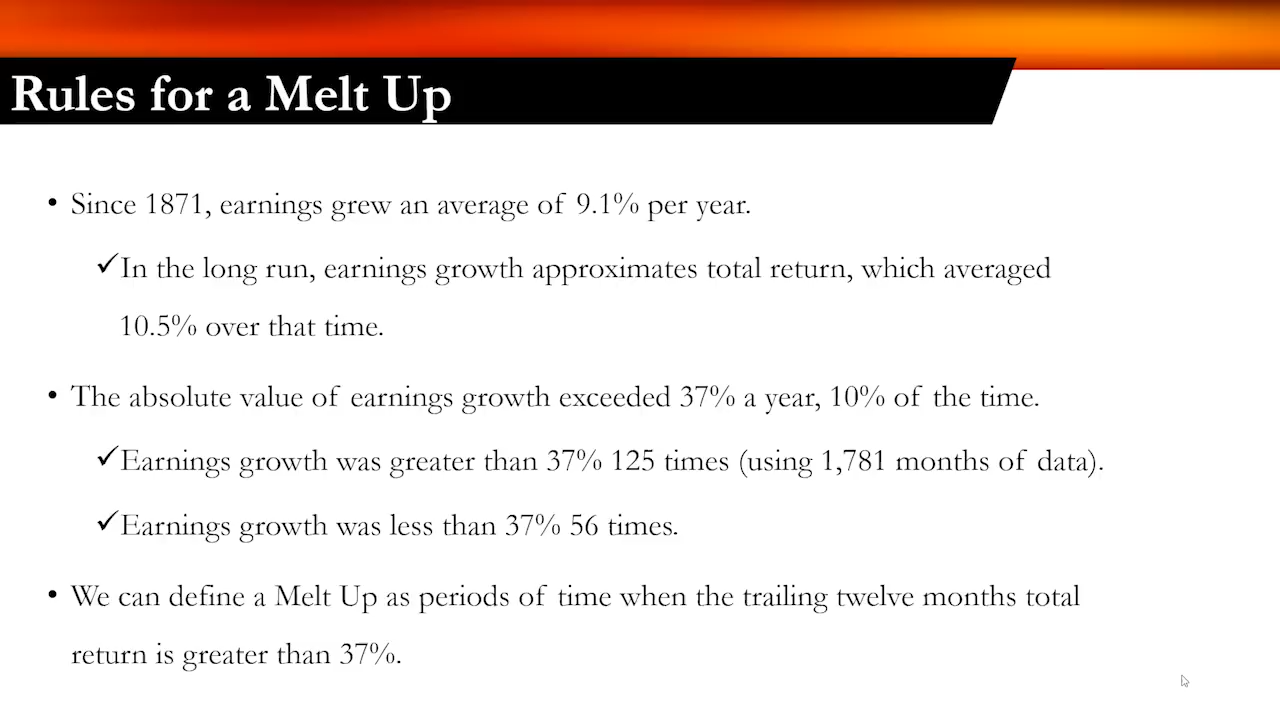 Rules for a Melt Up
• Since 1871, earnings grew an average of 9.1% per year.
✓In the long run, earnings growth approximates total return, which averaged
10.5% over that time.
• The absolute value of earnings growth exceeded 37% a year, 10% of the time.
✓Earnings growth was greater than 37% 125 times (using 1,781 months of data).
✓Earnings growth was less than 37% 56 times.
• We can define a Melt Up as periods of time when the trailing twelve months total
return is greater than 37%.